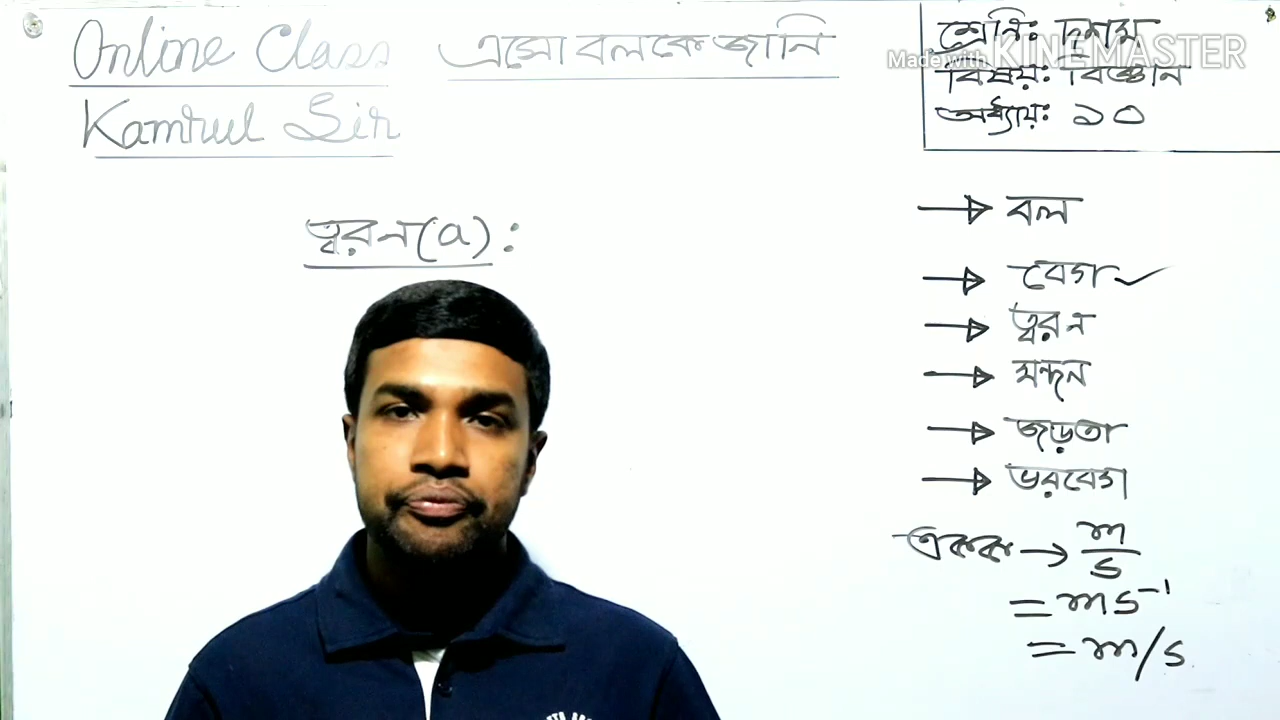 Online Class এসো বলকে জানি
Kamrul Sir
শ্রেনি: দশম
Made with KINEMASTER
বিষয়: বিজ্ঞান
অধ্যায়: ১০
ত্বরন(a):
→ বল
→ বেগ ✓
→ ত্বরন
→ মন্দন
→ জড়তা
→ ভরবেগ
একক → m/s
= ms⁻¹
= m/s